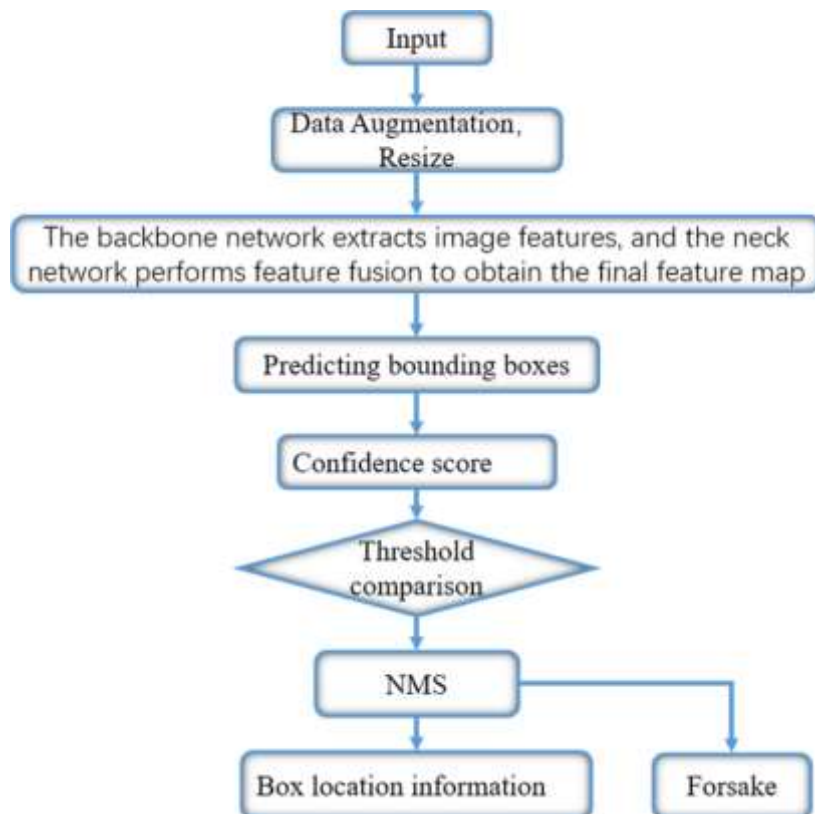 Input
Data Augmentation,
Resize
The backbone network extracts image features, and the neck
network performs feature fusion to obtain the final feature map
Predicting bounding boxes
Confidence score
Threshold
comparison
NMS
Box location information
Forsake